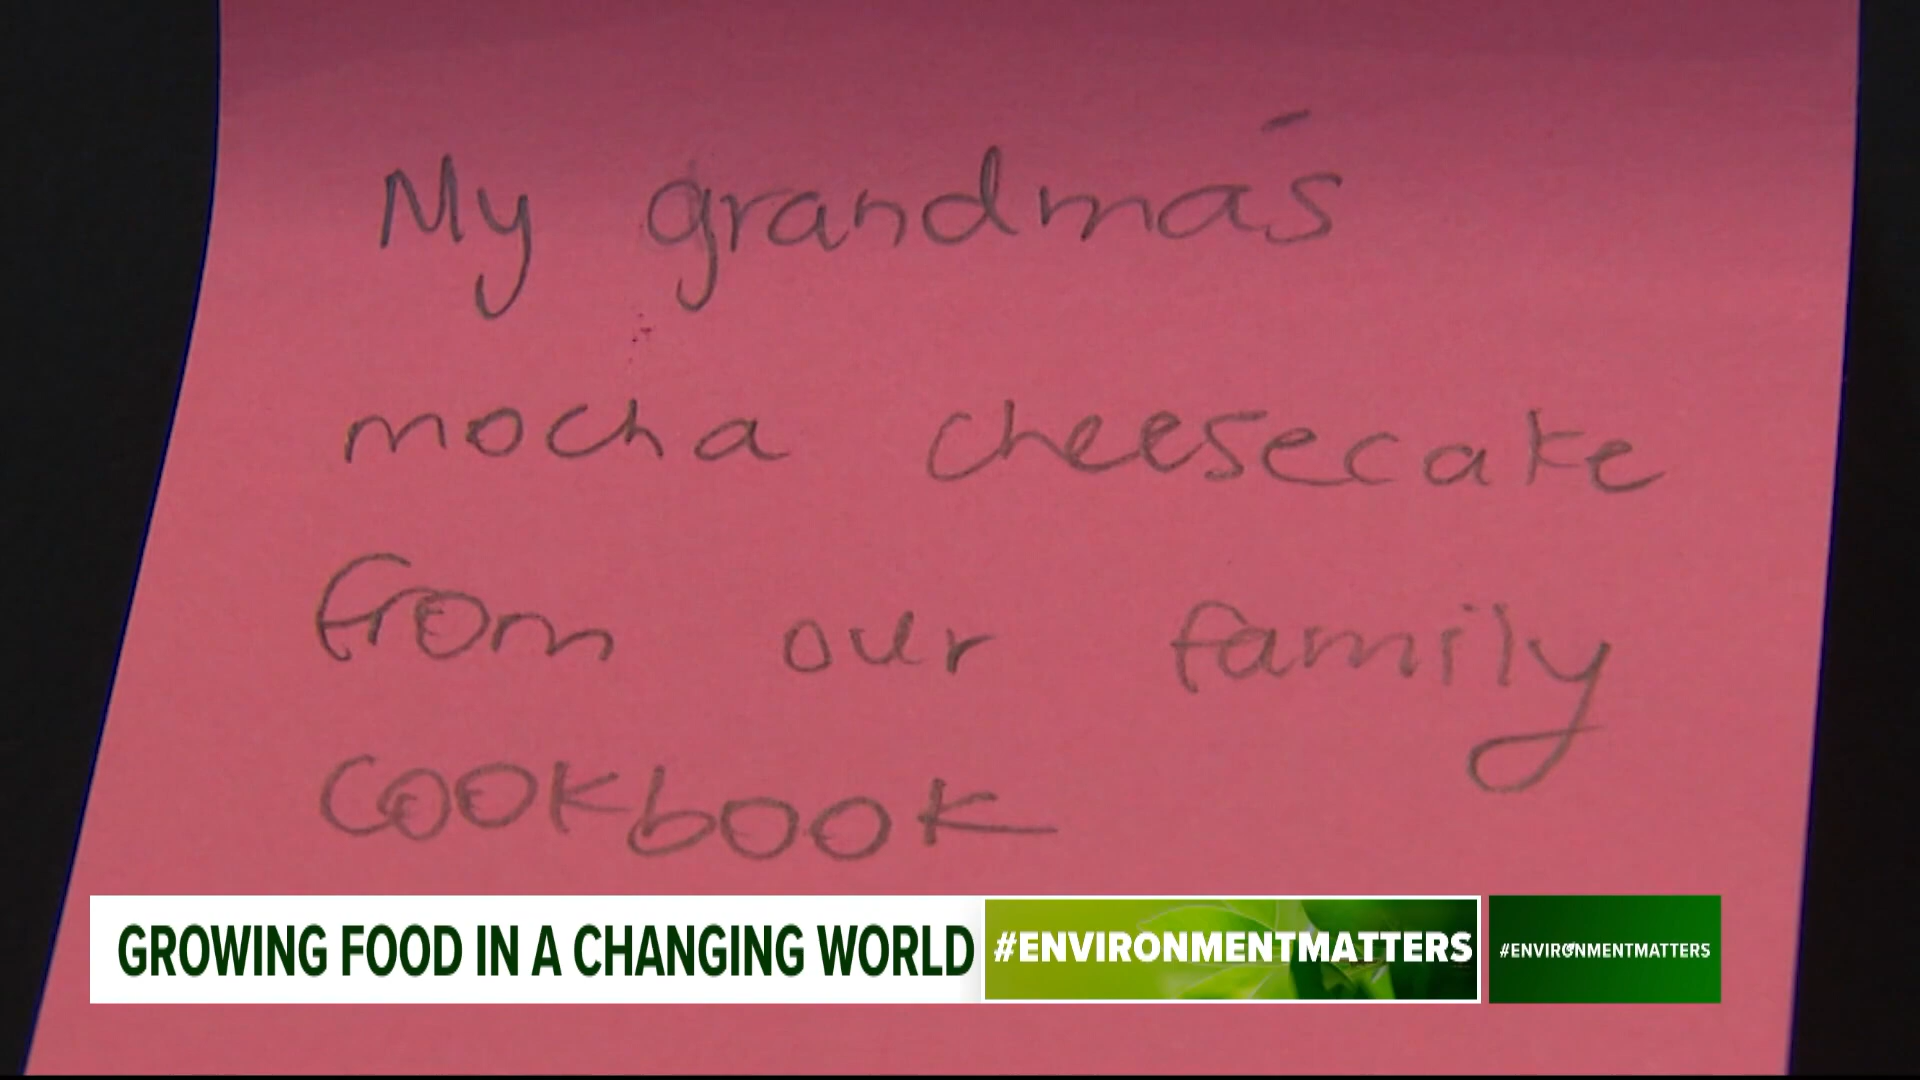 My grandma's
mocha cheesecake
from our family
cookbook
GROWING FOOD IN A CHANGING WORLD #ENVIRONMENTMATTERS #ENVIRONMENTMATTERS